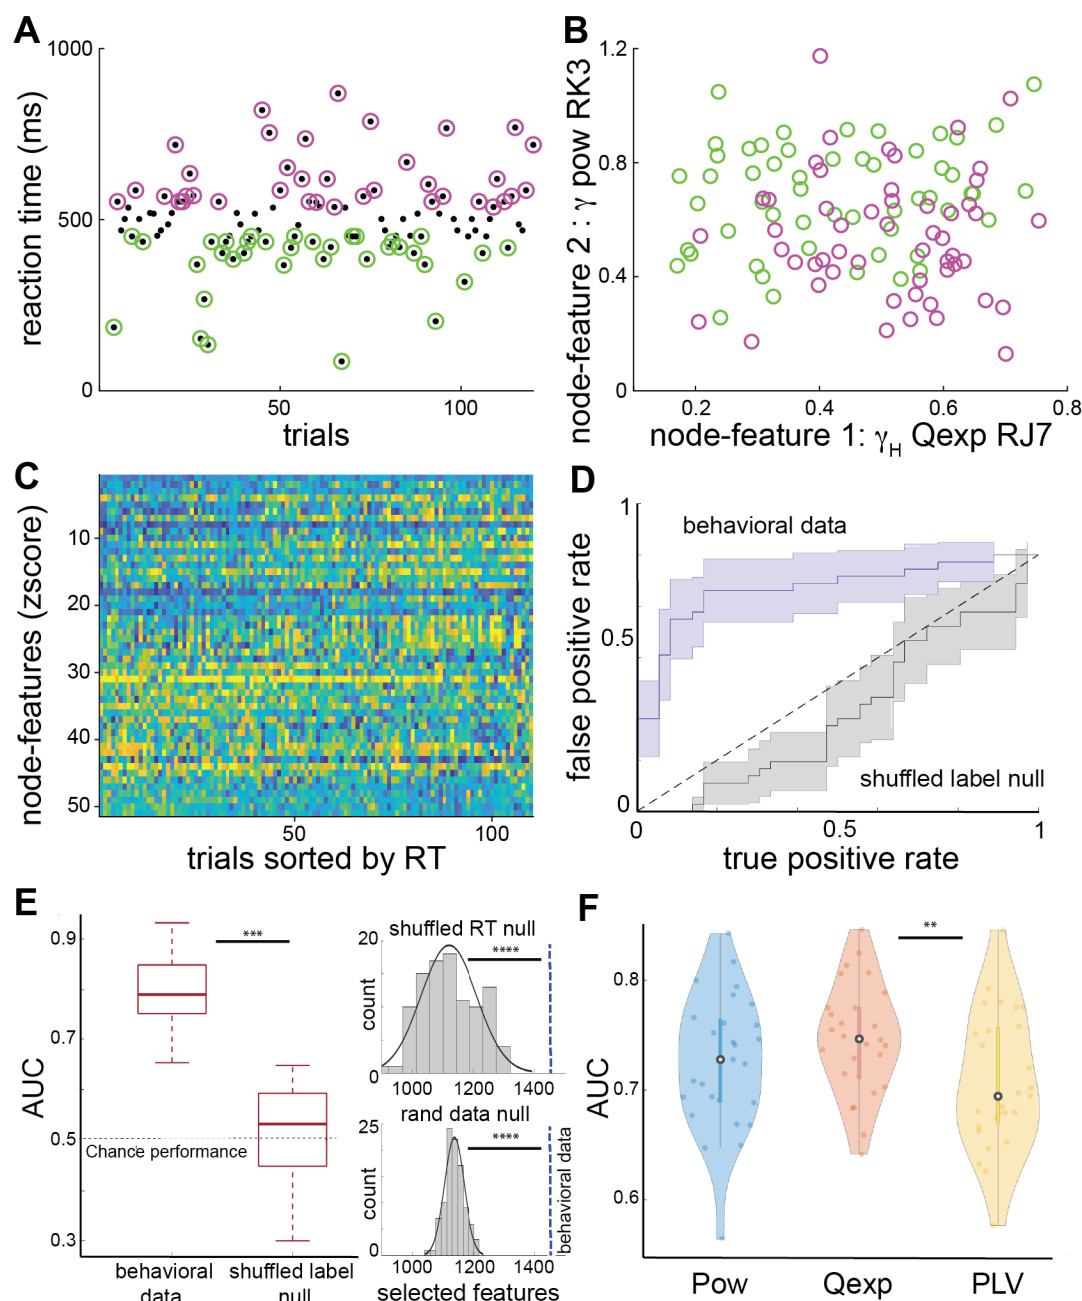 A
1000
500
0
50
100
reaction time (ms)
trials
B
1.2
0.8
0.4
0
0.2
0.4
0.6
0.8
node-feature 2 : γ pow RK3
node-feature 1: γH Qexp RJ7
C
10
20
30
40
50
50
100
node-features (zscore)
trials sorted by RT
D
1
0.5
0
0
0.5
1
behavioral data
shuffled label null
false positive rate
true positive rate
E
0.9
0.7
0.5
0.3
AUC
***
Chance performance
behavioral
data
shuffled label
null
shuffled RT null
20
0
count
****
1000
1200
1400
rand data null
25
0
count
****
behavioral data
1000
1200
1400
selected features
F
0.8
0.7
0.6
AUC
**
Pow
Qexp
PLV